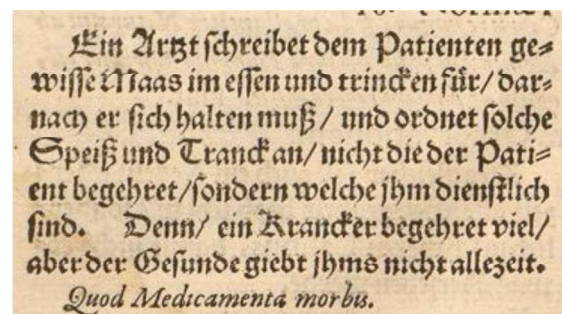 Ein Artzt schreibet dem Patienten ge⸗
wisse Maas im essen und trincken für/ dar⸗
nach er sich halten muß / und ordnet solche
Speiß und Tranck an/ nicht die der Pati⸗
ent begehret/ sondern welche jhm dienstlich
sind. Denn/ ein Krancker begehret viel/
aber der Gesunde giebt jhms nicht allezeit.
Quod Medicamenta morbis.